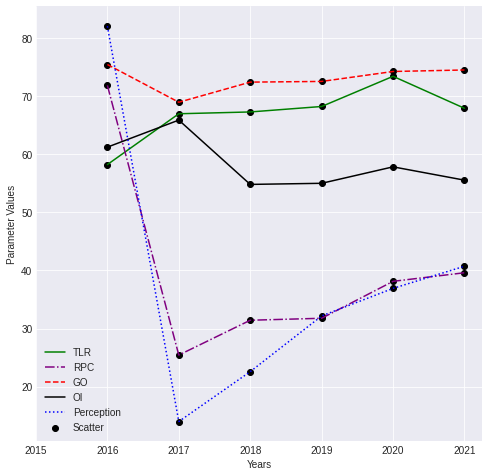 80
70
60
50
40
30
20
Parameter Values
TLR
RPC
GO
OI
Perception
Scatter
2015 2016 2017 2018 2019 2020 2021
Years